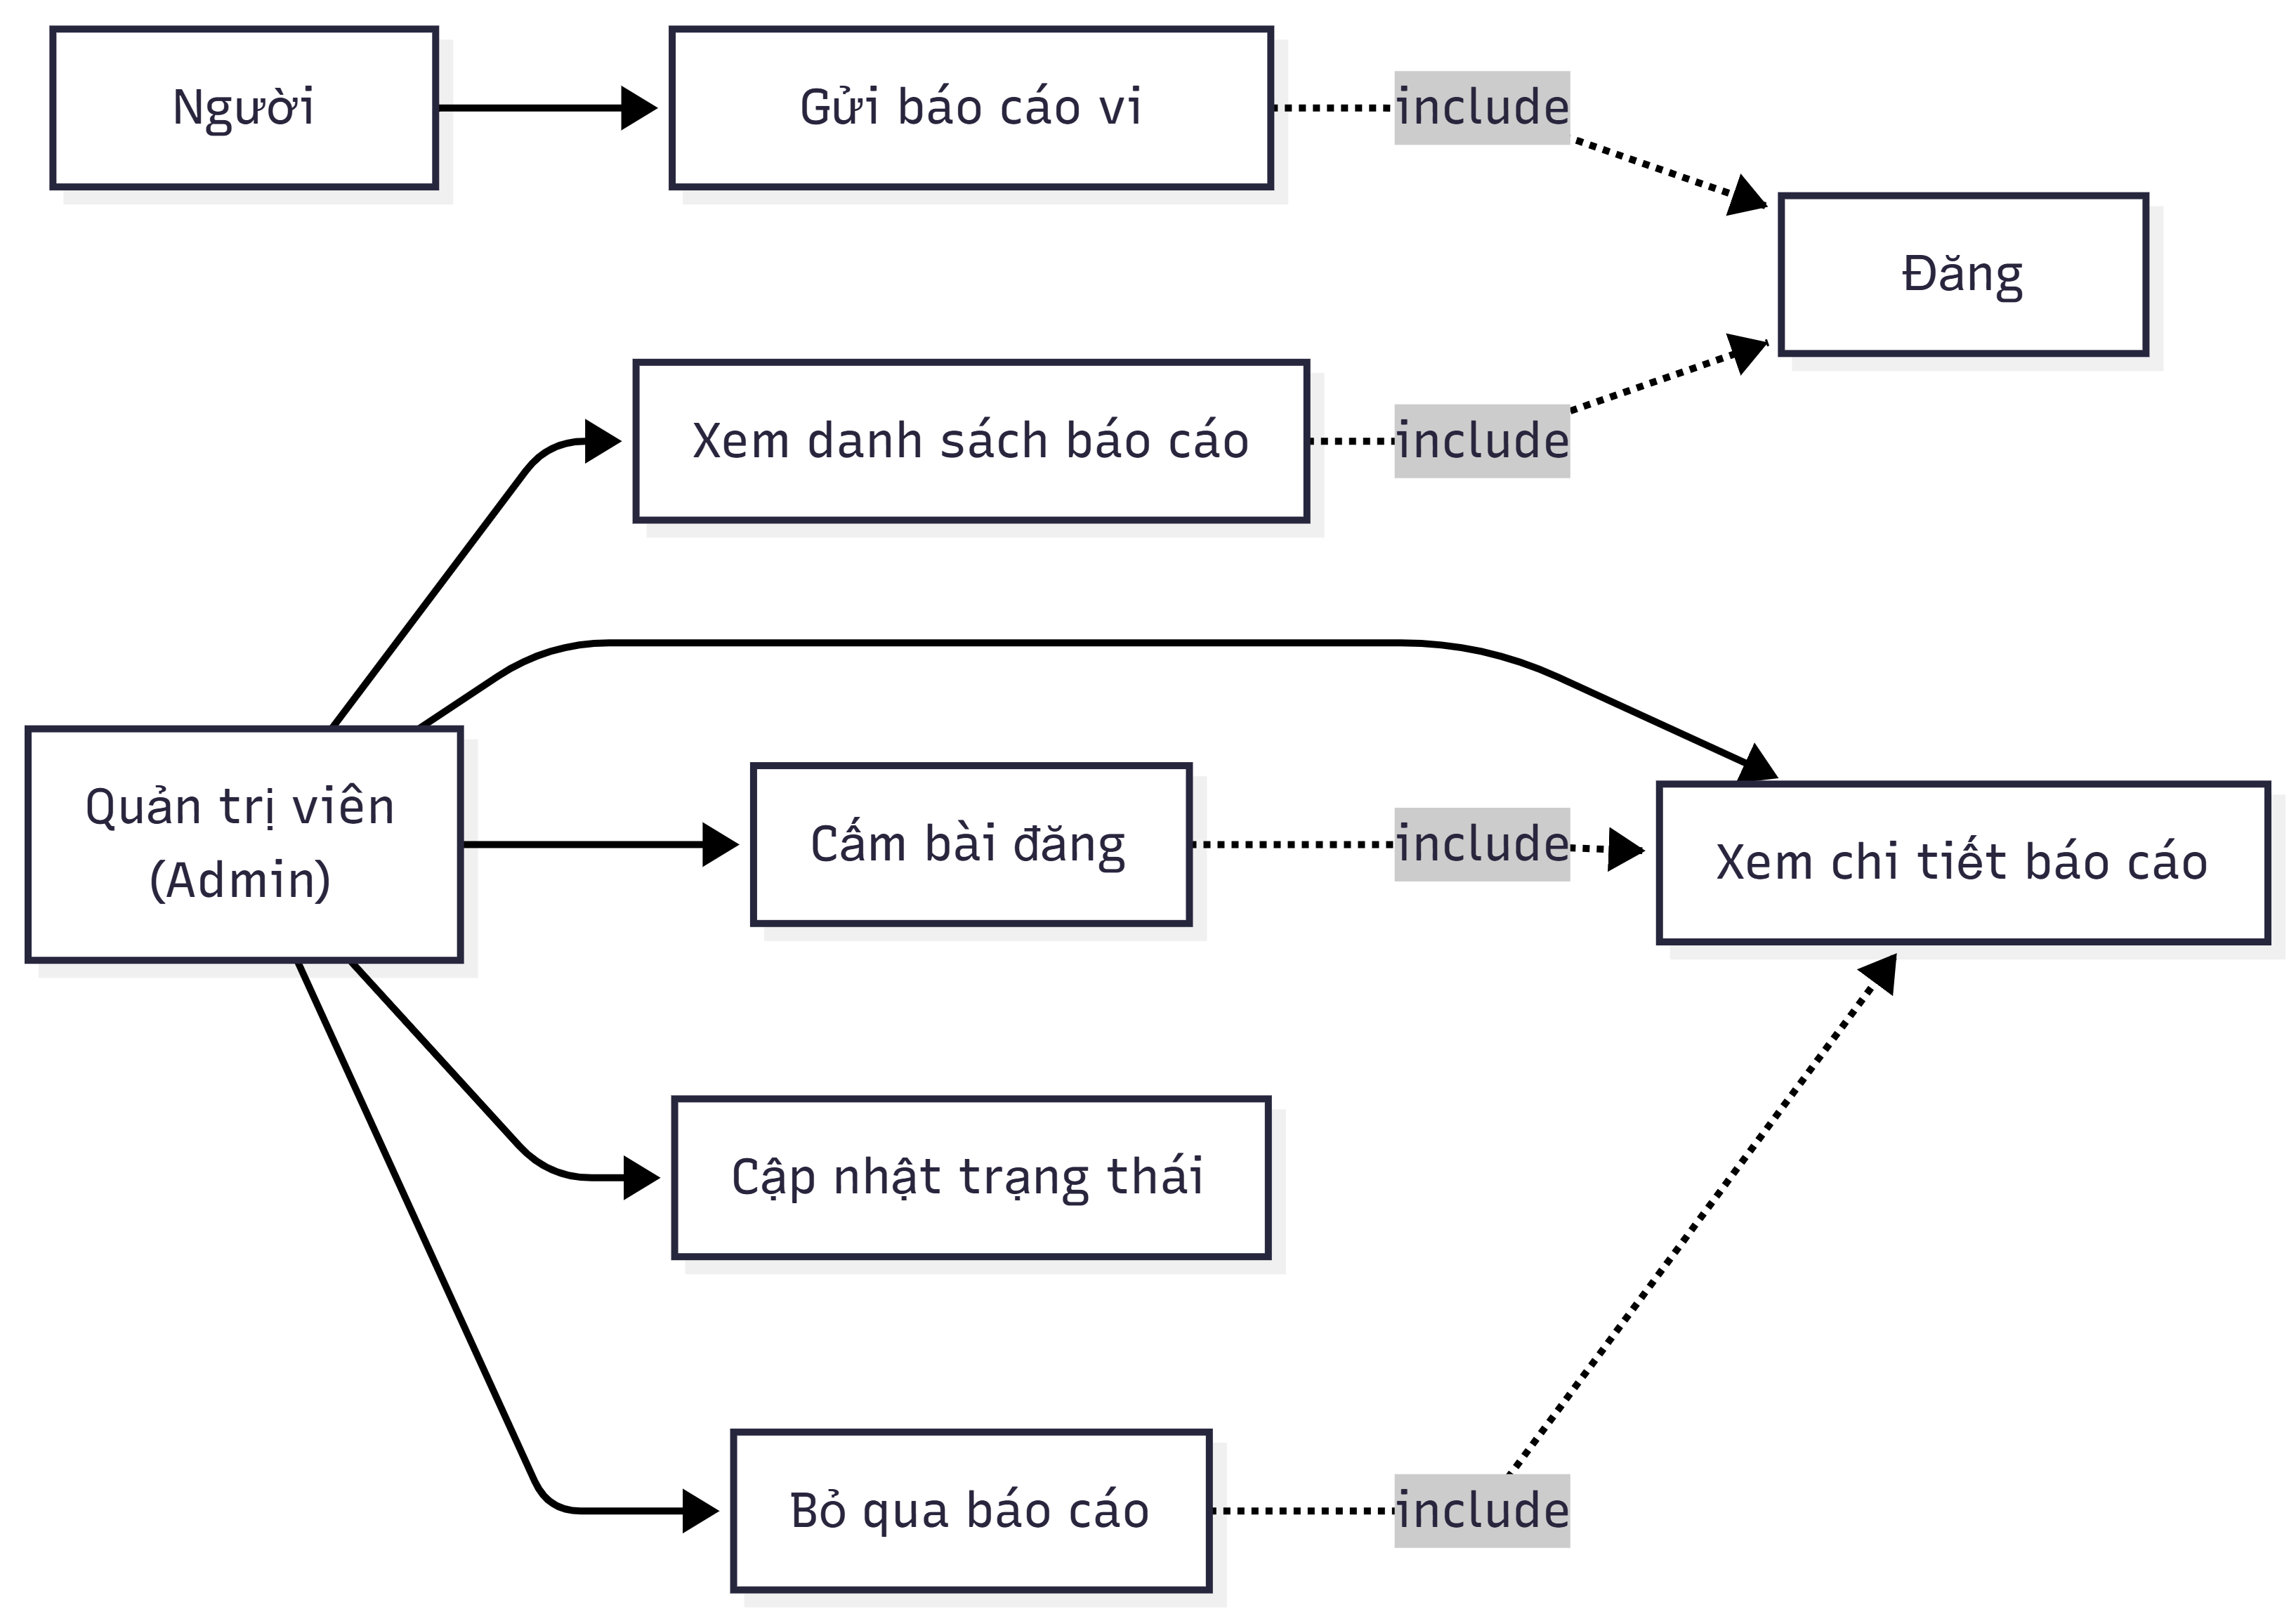 Người
Gửi báo cáo vi
include
Đăng
Xem danh sách báo cáo
include
Quản trị viên
(Admin)
Cấm bài đăng
include
Xem chi tiết báo cáo
Cập nhật trạng thái
Bỏ qua báo cáo
include